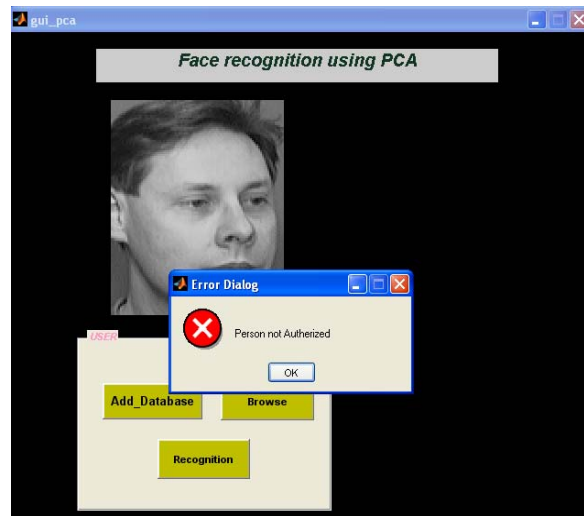 gui_pca
Face recognition using PCA
Error Dialog
Person not Autherized
OK
USER
Add_Database
Browse
Recognition